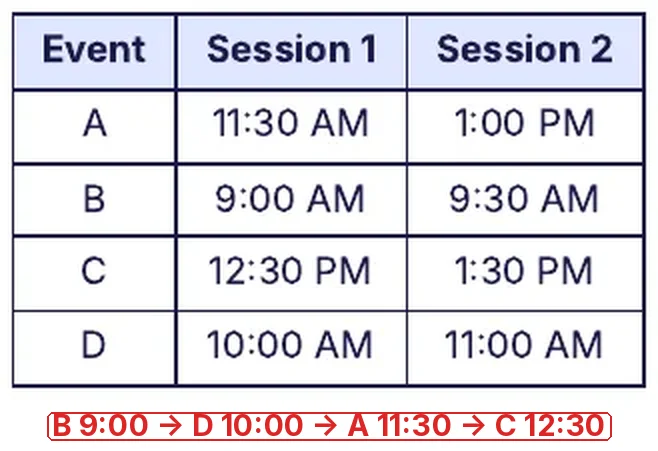 Event Session 1 Session 2
A 11:30 AM 1:00 PM
B 9:00 AM 9:30 AM
C 12:30 PM 1:30 PM
D 10:00 AM 11:00 AM
B 9:00 → D 10:00 → A 11:30 → C 12:30